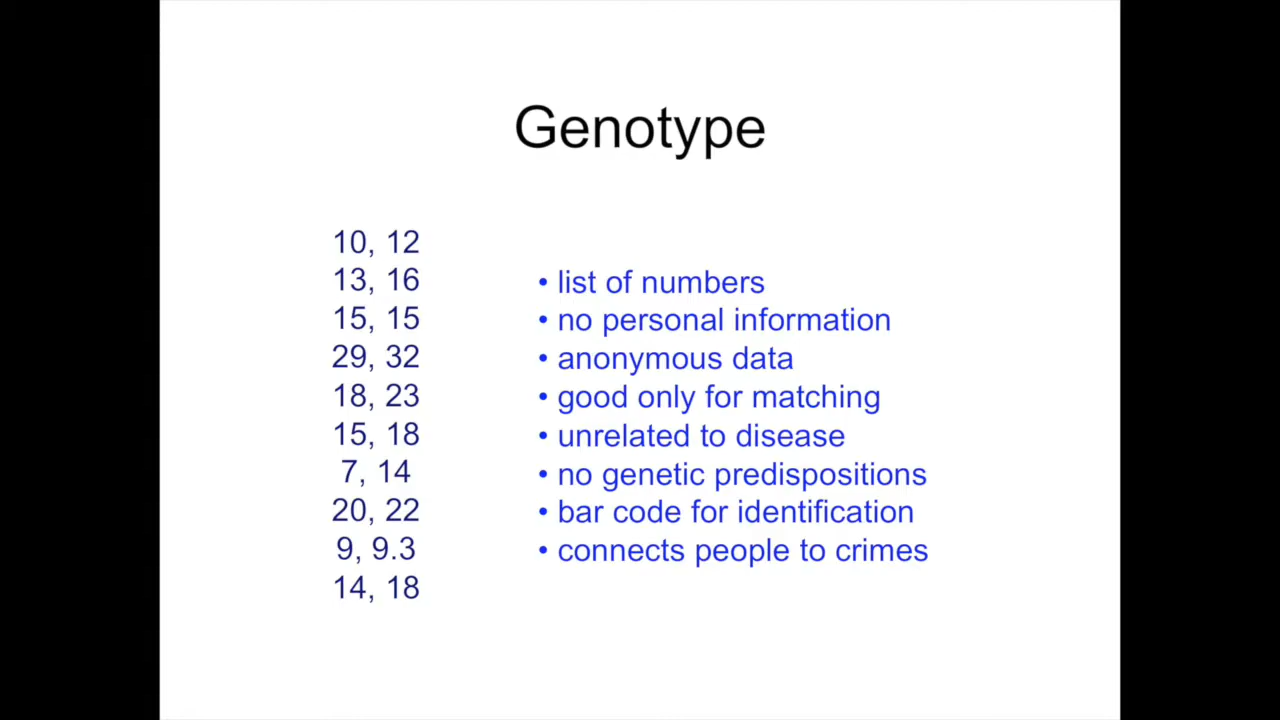 Genotype
10, 12
13, 16
15, 15
29, 32
18, 23
15, 18
7, 14
20, 22
9, 9.3
14, 18
• list of numbers
• no personal information
• anonymous data
• good only for matching
• unrelated to disease
• no genetic predispositions
• bar code for identification
• connects people to crimes